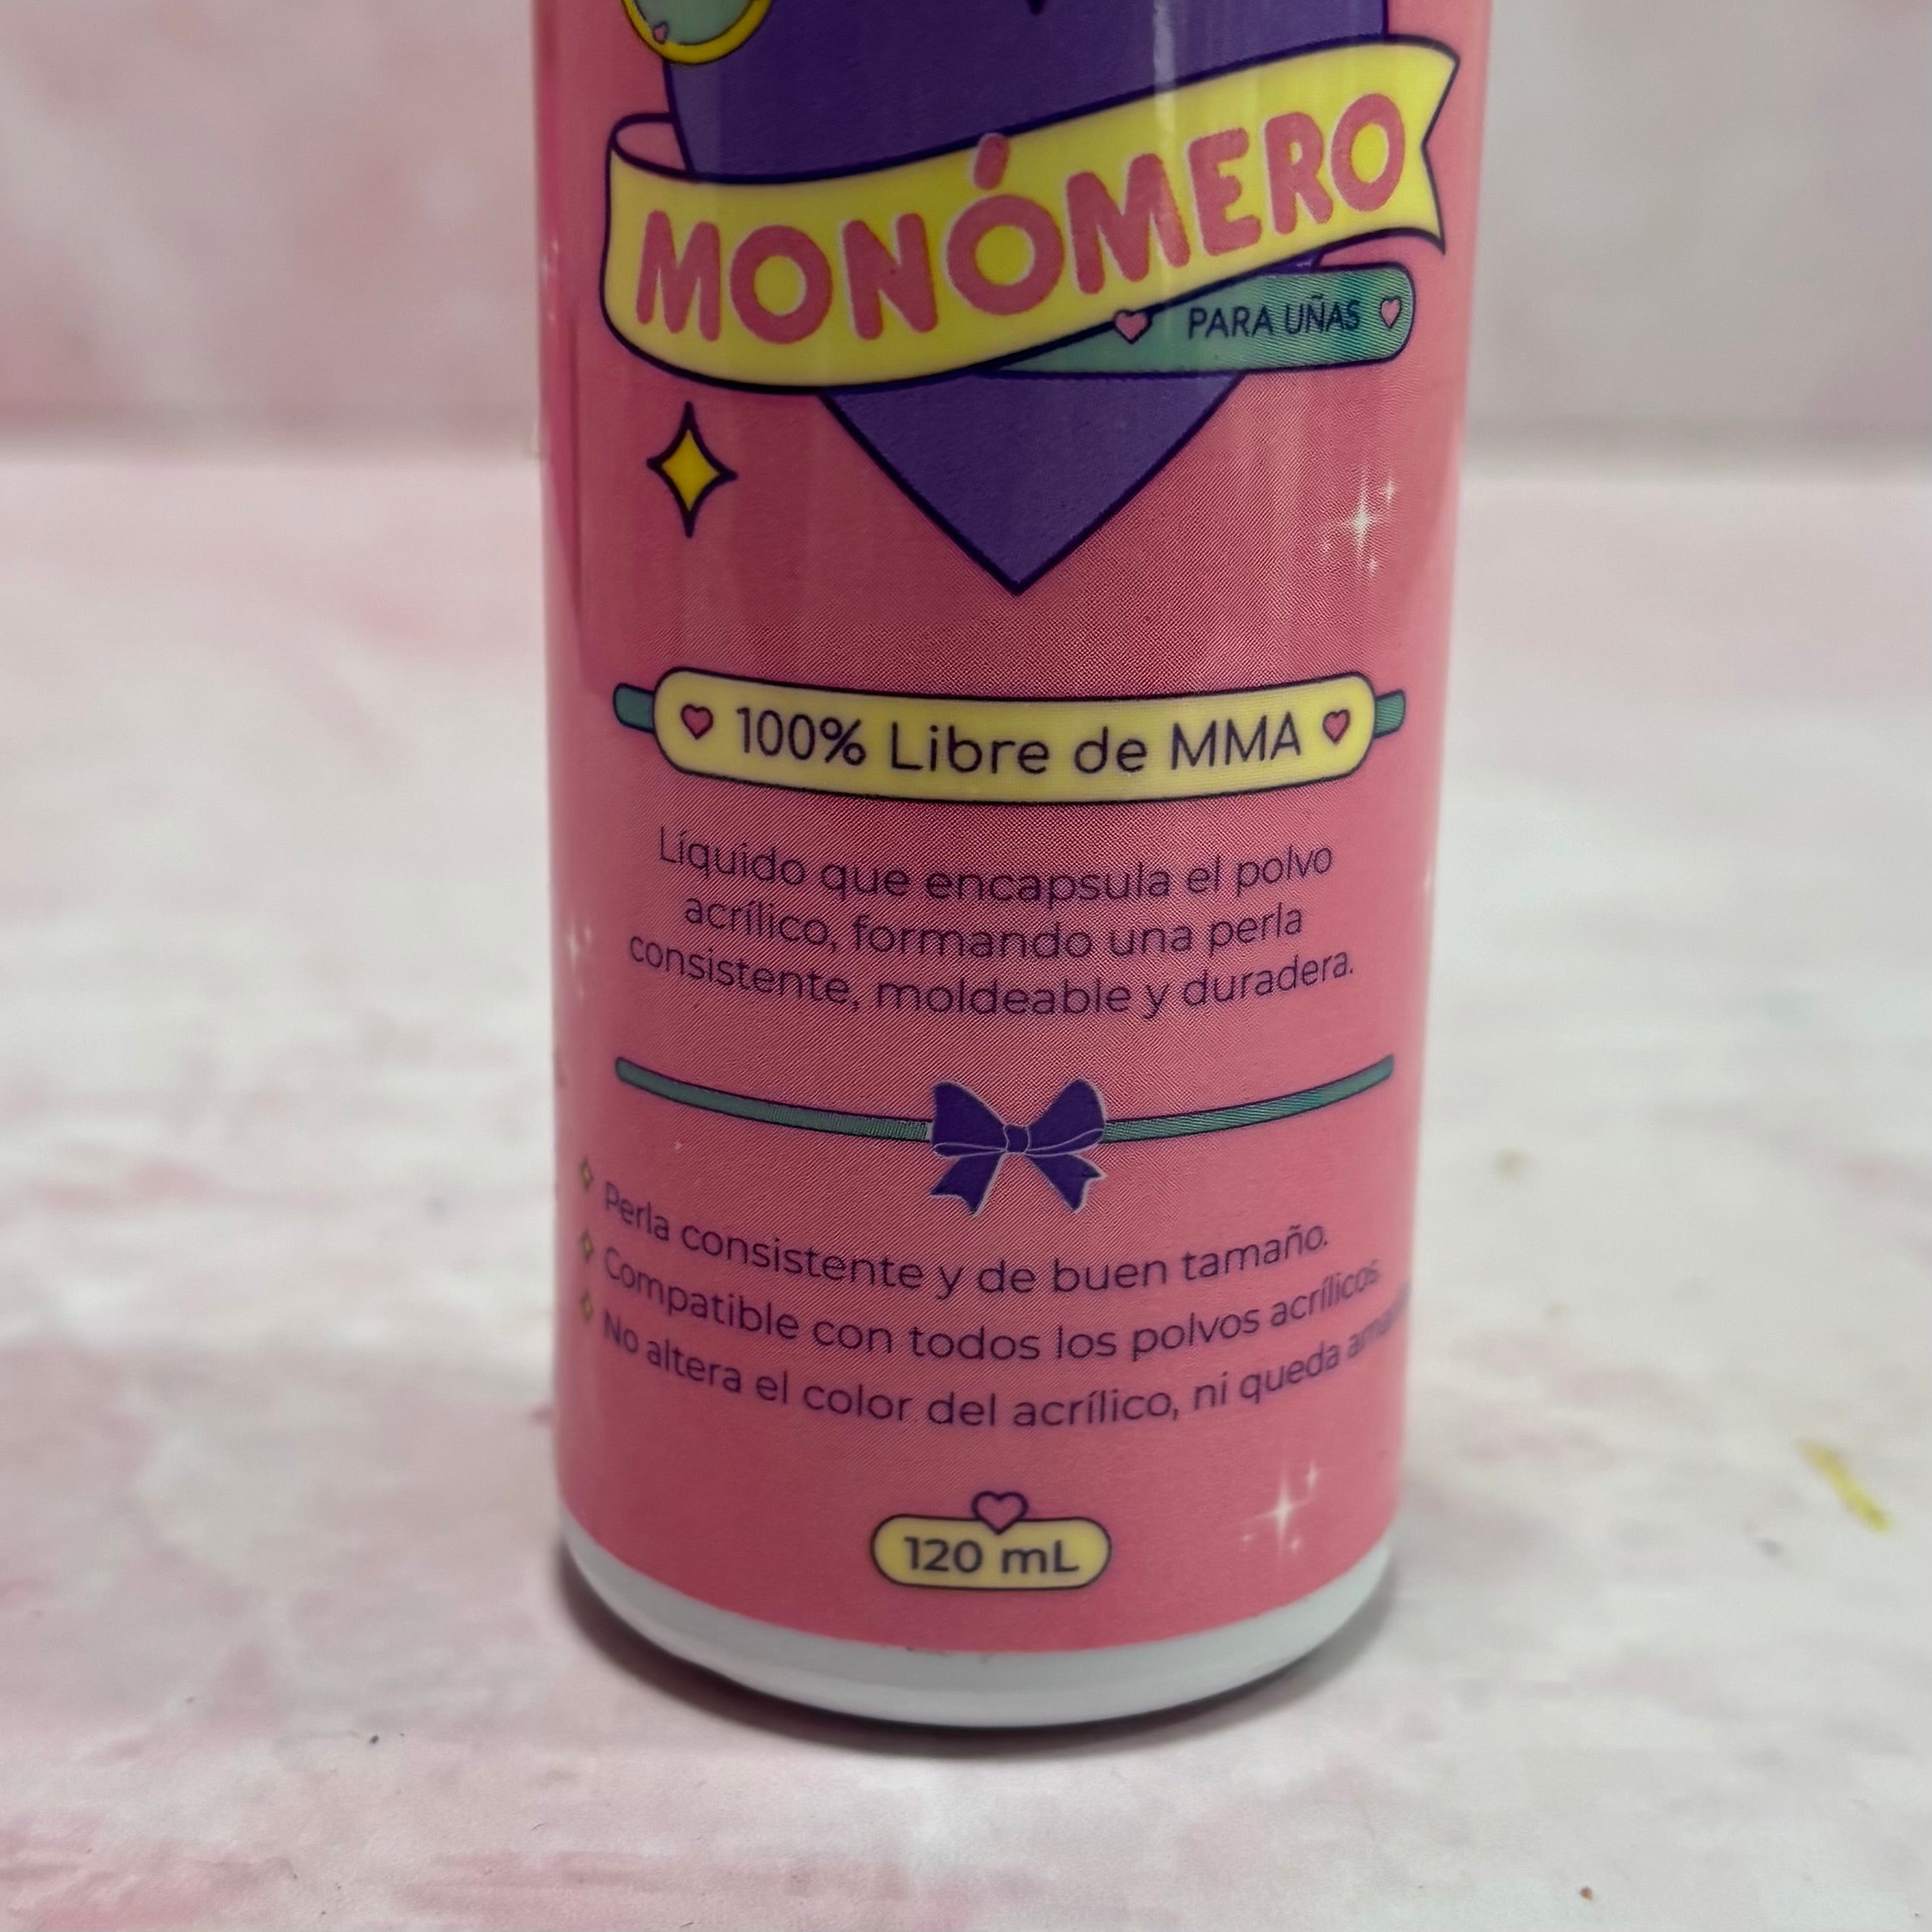 MONÓMERO
PARA UÑAS
100% Libre de MMA
Líquido que encapsula el polvo
acrílico, formando una perla
consistente, moldeable y duradera.
Perla consistente y de buen tamaño.
Compatible con todos los polvos acrílicos.
No altera el color del acrílico, ni queda
120 mL